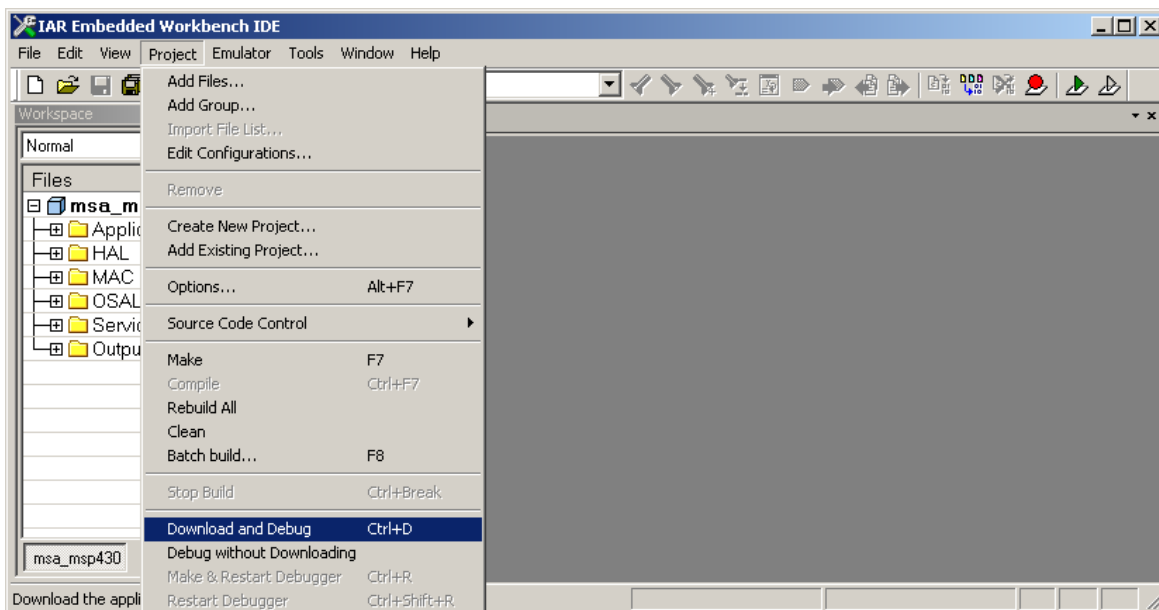 IAR Embedded Workbench IDE
File Edit View Project Emulator Tools Window Help
Workspace
Normal
Files
msa_m
Applic
HAL
MAC
OSAL
Servic
Outpu
msa_msp430
Download the appli
Add Files...
Add Group...
Import File List...
Edit Configurations...
Remove
Create New Project...
Add Existing Project...
Options... Alt+F7
Source Code Control
Make F7
Compile Ctrl+F7
Rebuild All
Clean
Batch build... F8
Stop Build Ctrl+Break
Download and Debug Ctrl+D
Debug without Downloading
Make & Restart Debugger Ctrl+R
Restart Debugger Ctrl+Shift+R